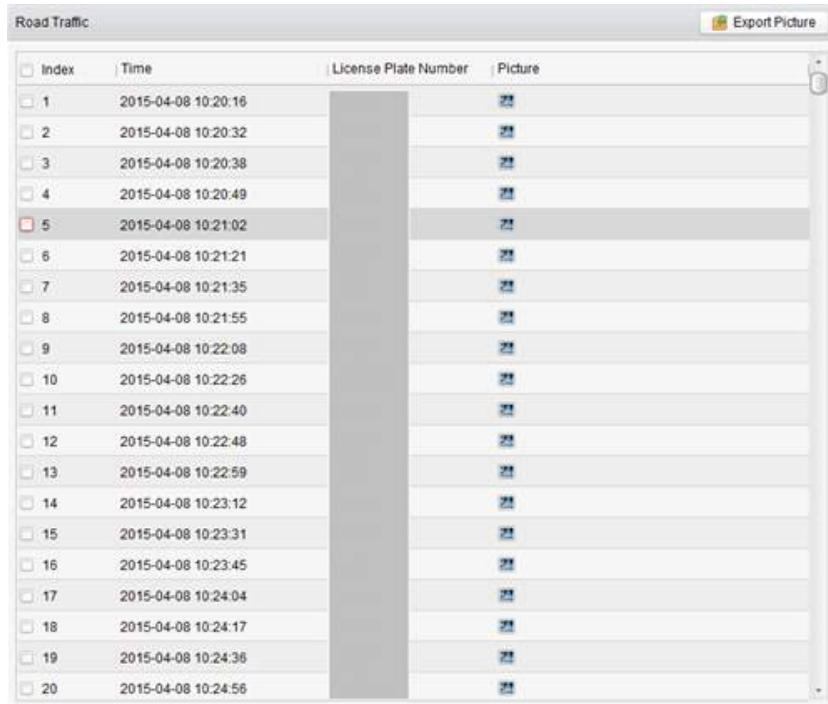 Road Traffic Export Picture
Index Time License Plate Number Picture
1 2015-04-08 10:20:16
2 2015-04-08 10:20:32
3 2015-04-08 10:20:38
4 2015-04-08 10:20:49
5 2015-04-08 10:21:02
6 2015-04-08 10:21:21
7 2015-04-08 10:21:35
8 2015-04-08 10:21:55
9 2015-04-08 10:22:08
10 2015-04-08 10:22:26
11 2015-04-08 10:22:40
12 2015-04-08 10:22:48
13 2015-04-08 10:22:59
14 2015-04-08 10:23:12
15 2015-04-08 10:23:31
16 2015-04-08 10:23:45
17 2015-04-08 10:24:04
18 2015-04-08 10:24:17
19 2015-04-08 10:24:36
20 2015-04-08 10:24:56